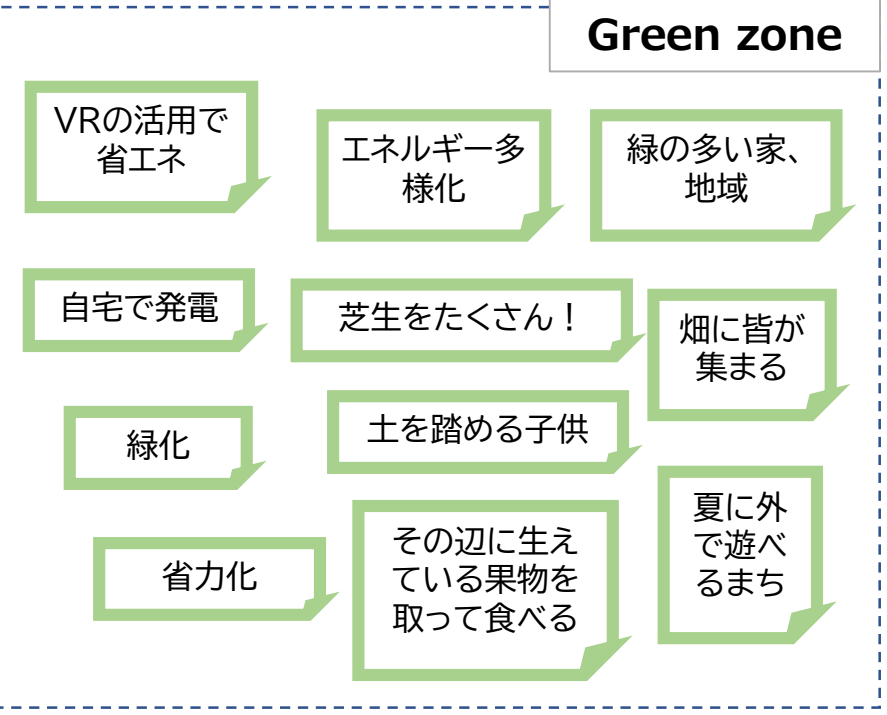 Green zone
VRの活用で
省エネ
エネルギー多
様化
緑の多い家、
地域
自宅で発電
芝生をたくさん！
畑に皆が
集まる
緑化
土を踏める子供
省力化
その辺に生え
ている果物を
取って食べる
夏に外
で遊べ
るまち